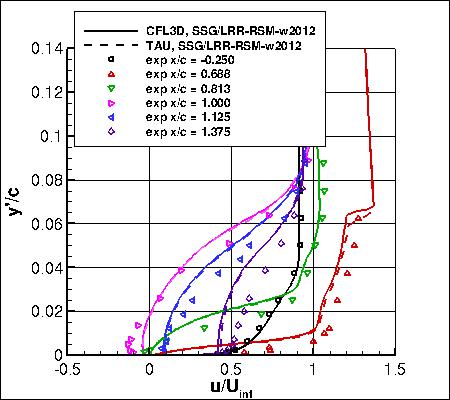 CFL3D, SSG/LRR-RSM-w2012
TAU, SSG/LRR-RSM-w2012
exp x/c = -0.250
exp x/c = 0.688
exp x/c = 0.813
exp x/c = 1.000
exp x/c = 1.125
exp x/c = 1.375
0.14
0.12
0.1
0.08
0.06
0.04
0.02
0
y'/c
-0.5 0 0.5 1 1.5
u/Uint